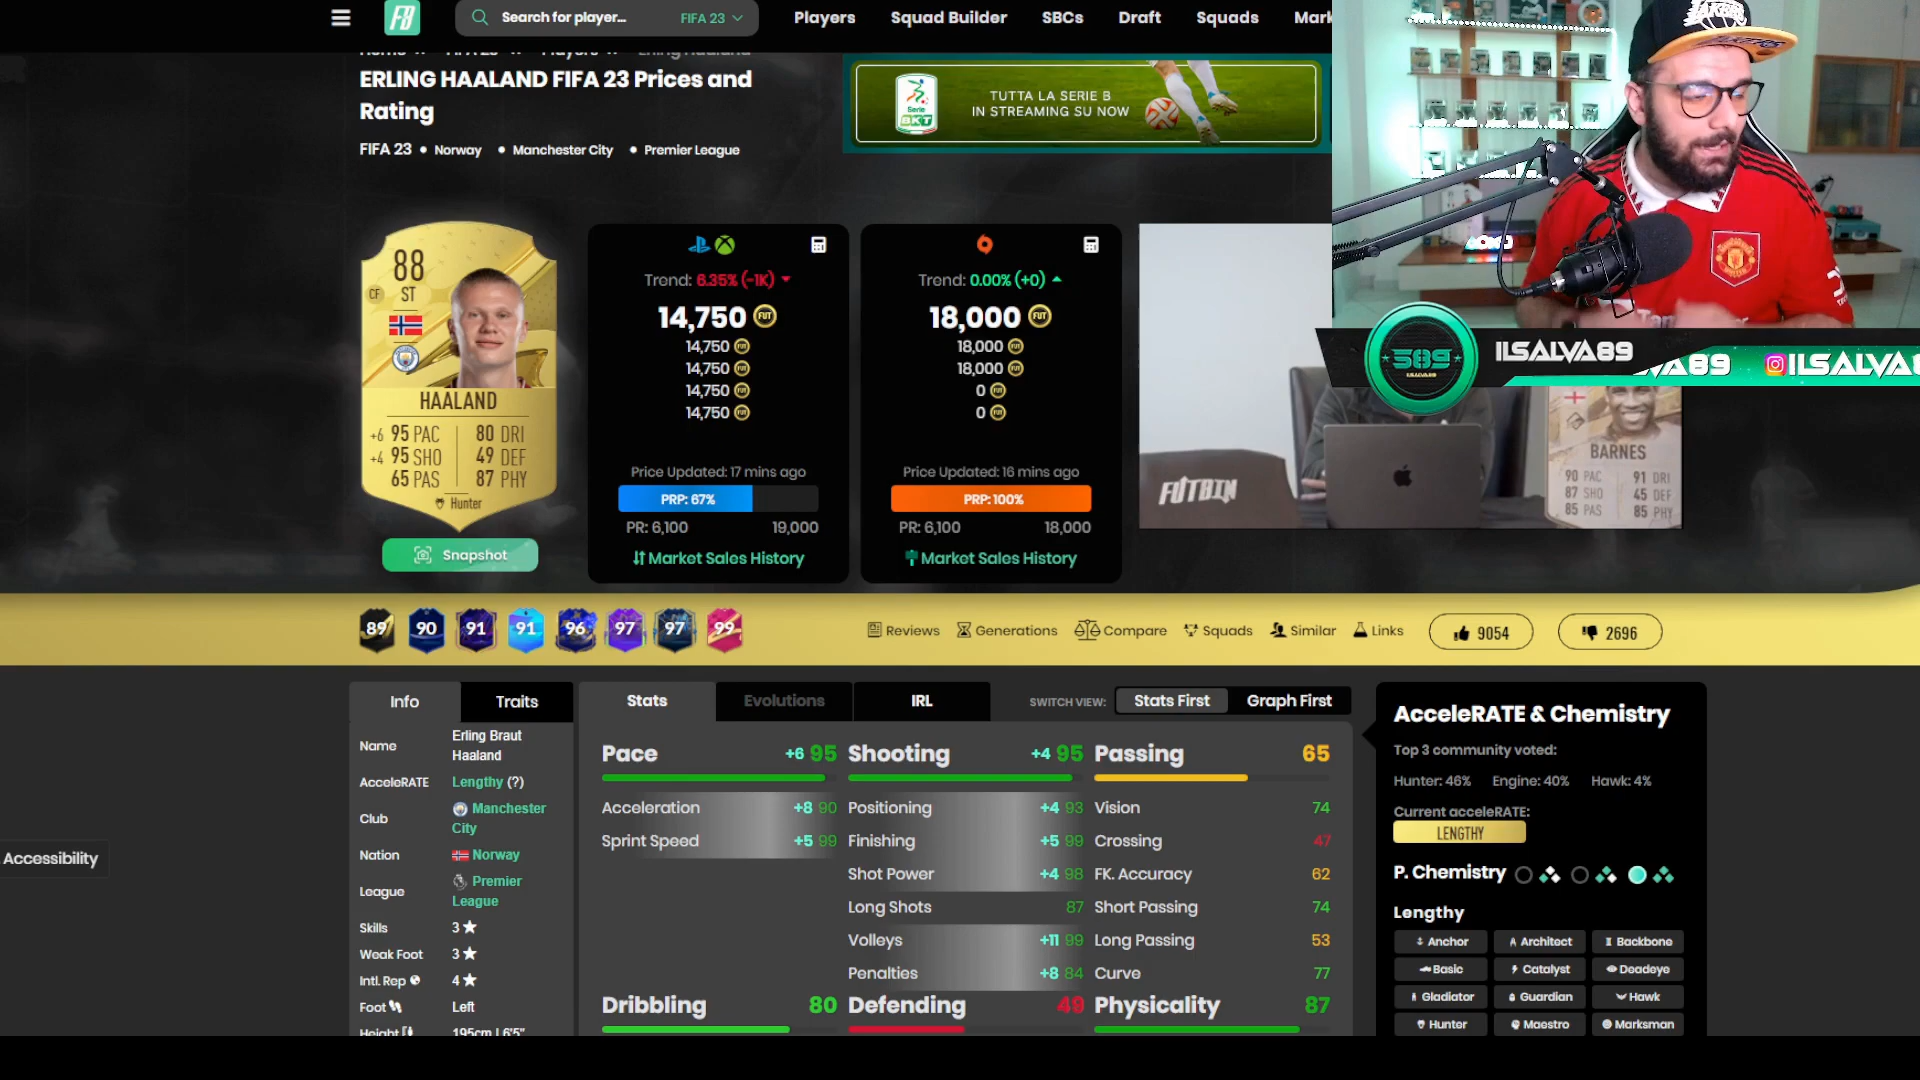 FB
Search for player...
FIFA 23
Players
Squad Builder
SBCs
Draft
Squads
ERLING HAALAND FIFA 23 Prices and
Rating
FIFA 23 • Norway • Manchester City • Premier League
Serie
BKT
TUTTA LA SERIE B
IN STREAMING SU NOW
88
CF
ST
HAALAND
+6 95 PAC 80 DRI
+4 95 SHO 49 DEF
65 PAS 87 PHY
Hunter
Snapshot
Trend: 6.35% (-1K)
14,750
14,750
14,750
14,750
14,750
Price Updated: 17 mins ago
PRP: 67%
PR: 6,100 19,000
Market Sales History
Trend: 0.00% (+0)
18,000
18,000
18,000
0
0
Price Updated: 16 mins ago
PRP: 100%
PR: 6,100 18,000
Market Sales History
FUTBIN
BARNES
90 PAC 91 DRI
87 SHO 45 DEF
85 PAS 85 PHY
S89
ILSALVA89
ILSALVA
89 90 91 91 96 97 97 99
Reviews Generations Compare Squads Similar Links 9054 2696
Info Traits
Name Erling Braut
Haaland
AcceleRATE Lengthy (?)
Club Manchester
City
Nation Norway
League Premier
League
Skills 3★
Weak Foot 3★
Intl. Rep 4★
Foot Left
Height 195cm | 6'5"
Accessibility
Stats Evolutions IRL SWITCH VIEW: Stats First Graph First
Pace +6 95
Acceleration +8 90
Sprint Speed +5 99
Shooting +4 95
Positioning +4 93
Finishing +5 99
Shot Power +4 98
Long Shots 87
Volleys +11 99
Penalties +8 84
Passing 65
Vision 74
Crossing 47
FK. Accuracy 62
Short Passing 74
Long Passing 53
Curve 77
Dribbling 80
Defending 49
Physicality 87
AcceleRATE & Chemistry
Top 3 community voted:
Hunter: 46% Engine: 40% Hawk: 4%
Current acceleRATE:
LENGTHY
P. Chemistry
Lengthy
Anchor Architect Backbone
Basic Catalyst Deadeye
Gladiator Guardian Hawk
Hunter Maestro Marksman